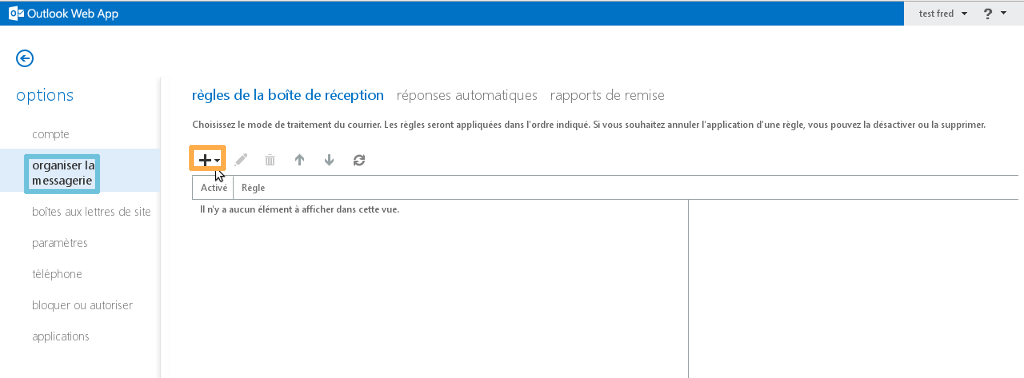 Outlook Web App
test fred
?
options
compte
organiser la
messagerie
boîtes aux lettres de site
paramètres
téléphone
bloquer ou autoriser
applications
règles de la boîte de réception réponses automatiques rapports de remise
Choisissez le mode de traitement du courrier. Les règles seront appliquées dans l'ordre indiqué. Si vous souhaitez annuler l'application d'une règle, vous pouvez la désactiver ou la supprimer.
Activé Règle
Il n'y a aucun élément à afficher dans cette vue.